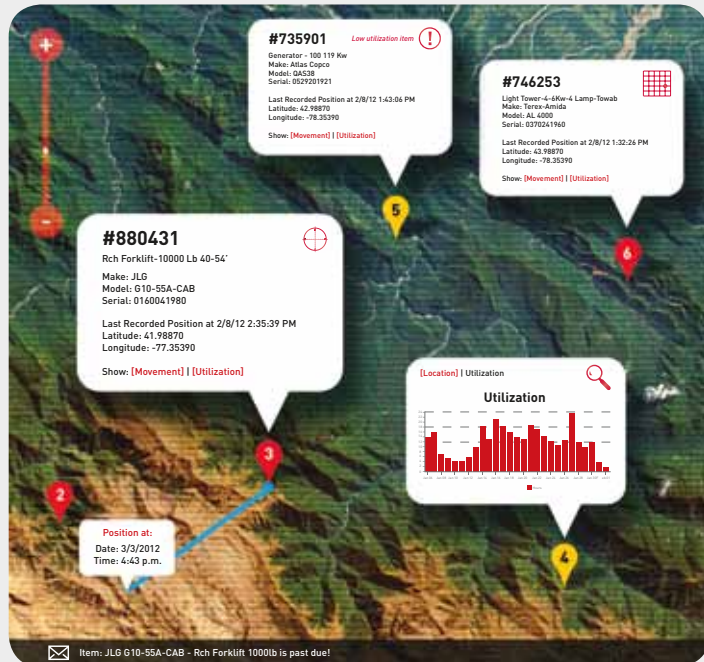 +
-
#735901
Low utilization item
!
Generator - 100 119 Kw
Make: Atlas Copco
Model: QAS38
Serial: 0529201921
Last Recorded Position at 2/8/12 1:43:06 PM
Latitude: 42.98870
Longitude: -78.35390
Show: [Movement] | [Utilization]
5
#746253
Light Tower-4-6Kw-4 Lamp-Towab
Make: Terex-Amida
Model: AL 4000
Serial: 0370241960
Last Recorded Position at 2/8/12 1:32:26 PM
Latitude: 43.98870
Longitude: -78.35390
Show: [Movement] | [Utilization]
6
#880431
Rch Forklift-10000 Lb 40-54'
Make: JLG
Model: G10-55A-CAB
Serial: 0160041980
Last Recorded Position at 2/8/12 2:35:39 PM
Latitude: 41.98870
Longitude: -77.35390
Show: [Movement] | [Utilization]
3
[Location] | Utilization
Utilization
4
2
Position at:
Date: 3/3/2012
Time: 4:43 p.m.
Item: JLG G10-55A-CAB - Rch Forklift 1000lb is past due!